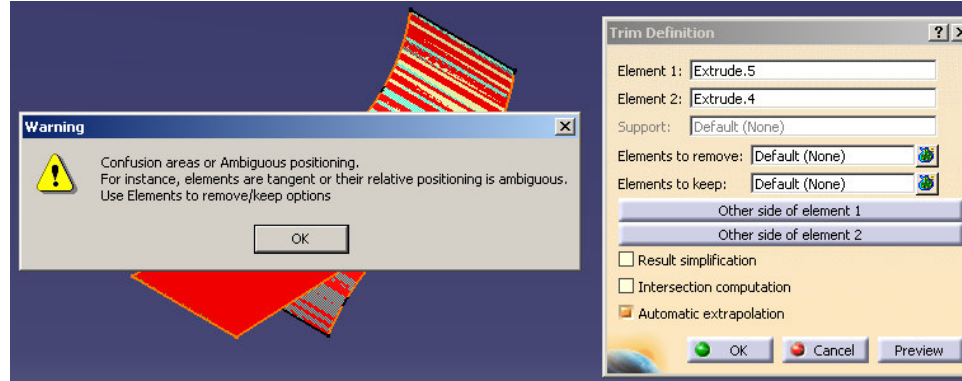 Warning
Confusion areas or Ambiguous positioning.
For instance, elements are tangent or their relative positioning is ambiguous.
Use Elements to remove/keep options
OK
Trim Definition
Element 1: Extrude.5
Element 2: Extrude.4
Support: Default (None)
Elements to remove: Default (None)
Elements to keep: Default (None)
Other side of element 1
Other side of element 2
Result simplification
Intersection computation
Automatic extrapolation
OK Cancel Preview